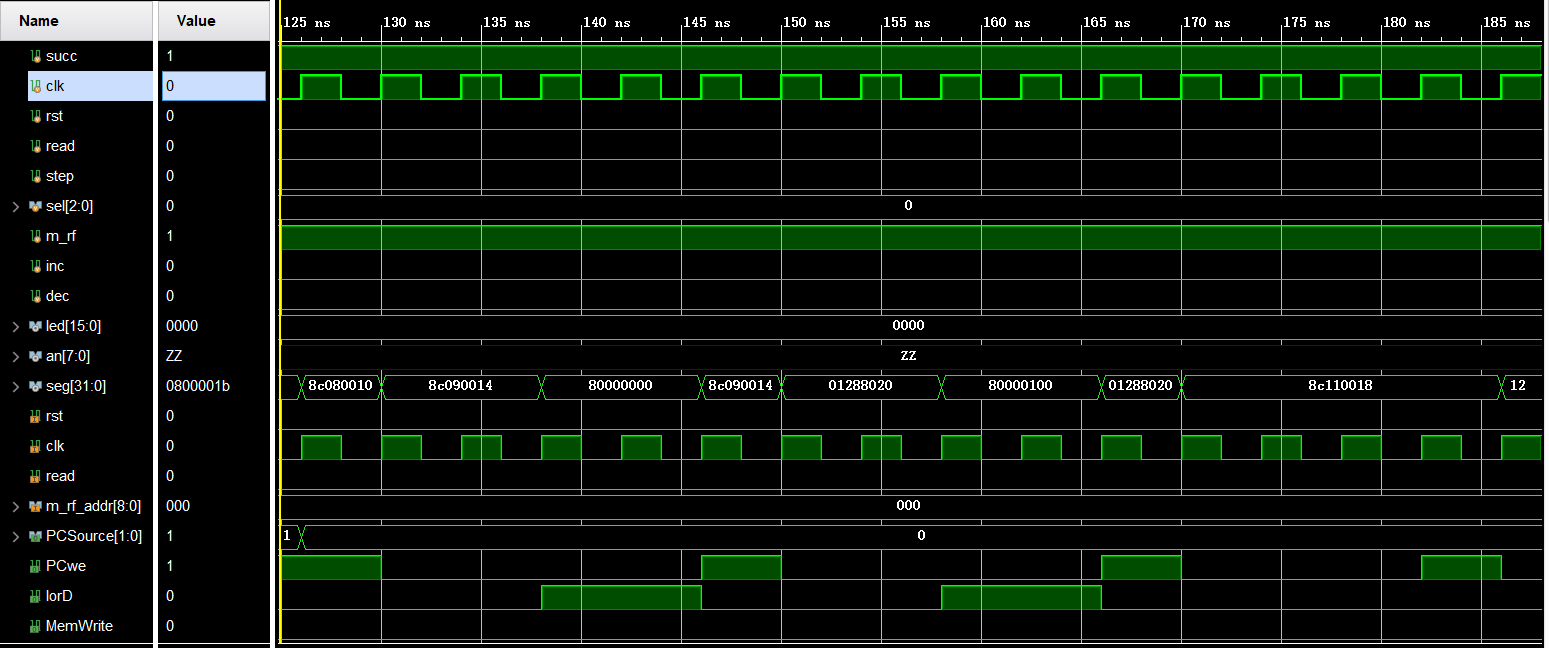 Name Value 125 ns 130 ns 135 ns 140 ns 145 ns 150 ns 155 ns 160 ns 165 ns 170 ns 175 ns 180 ns 185 ns
succ 1
clk 0
rst 0
read 0
step 0
sel[2:0] 0 0
m_rf 1
inc 0
dec 0
led[15:0] 0000 0000
an[7:0] ZZ ZZ
seg[31:0] 0800001b 8c080010 8c090014 80000000 8c090014 01288020 80000100 01288020 8c110018 12
rst 0
clk 0
read 0
m_rf_addr[8:0] 000 000
PCSource[1:0] 1 1 0
PCwe 1
IorD 0
MemWrite 0